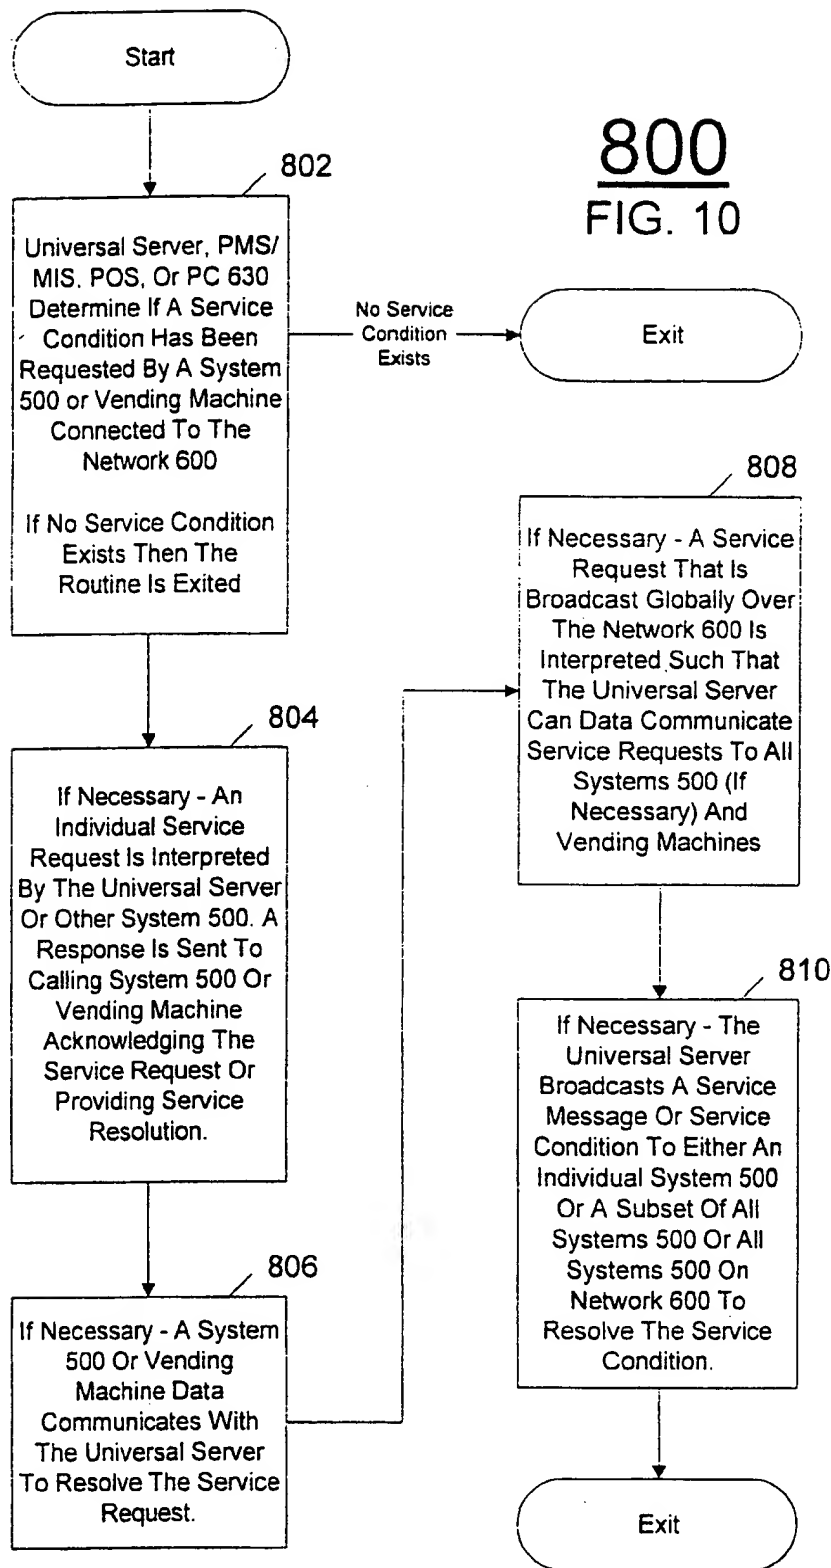 Start
800
FIG. 10
802
Universal Server, PMS/
MIS. POS, Or PC 630
Determine If A Service
Condition Has Been
Requested By A System
500 or Vending Machine
Connected To The
Network 600
If No Service Condition
Exists Then The
Routine Is Exited
No Service
Condition
Exists
Exit
804
If Necessary - An
Individual Service
Request Is Interpreted
By The Universal Server
Or Other System 500. A
Response Is Sent To
Calling System 500 Or
Vending Machine
Acknowledging The
Service Request Or
Providing Service
Resolution.
806
If Necessary - A System
500 Or Vending
Machine Data
Communicates With
The Universal Server
To Resolve The Service
Request.
808
If Necessary - A Service
Request That Is
Broadcast Globally Over
The Network 600 Is
Interpreted Such That
The Universal Server
Can Data Communicate
Service Requests To All
Systems 500 (If
Necessary) And
Vending Machines
810
If Necessary - The
Universal Server
Broadcasts A Service
Message Or Service
Condition To Either An
Individual System 500
Or A Subset Of All
Systems 500 Or All
Systems 500 On
Network 600 To
Resolve The Service
Condition.
Exit